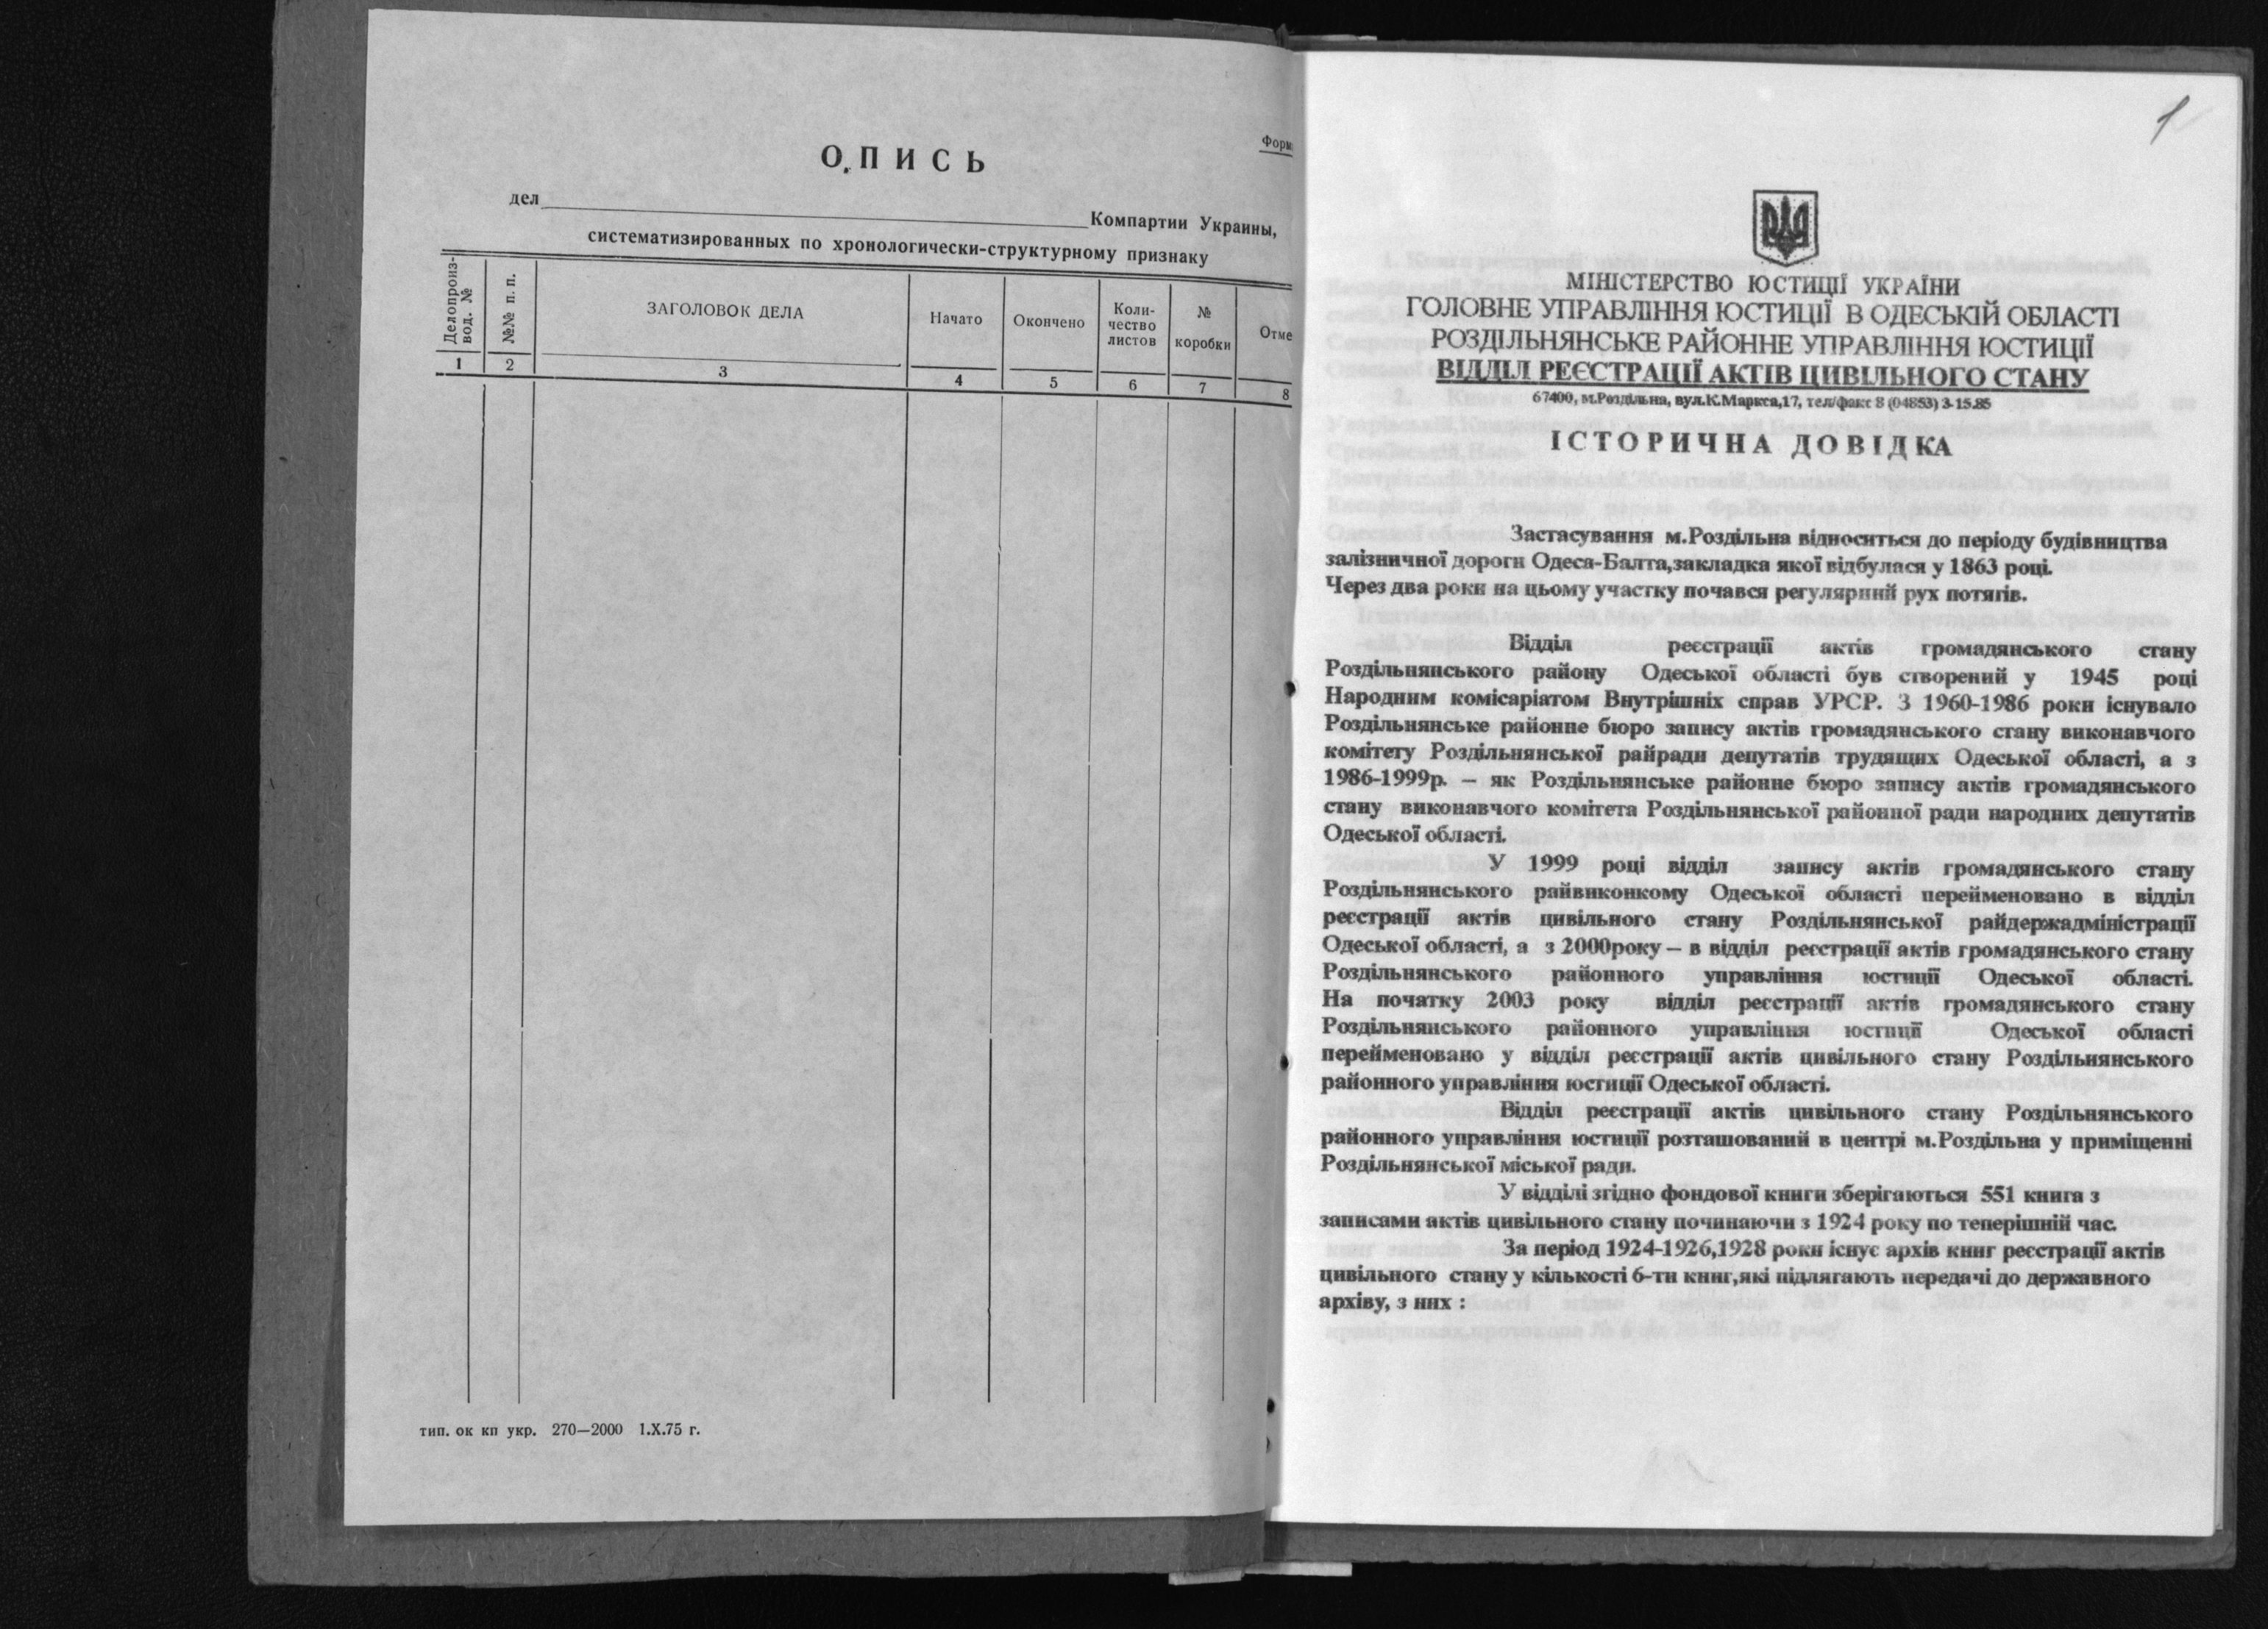 Форм
О П И С Ь
дел Компартии Украины,
систематизированных по хронологически-структурному признаку
Делопроиз-
вод. №
№№ п. п.
ЗАГОЛОВОК ДЕЛА
Начато
Окончено
Коли-
чество
листов
№
коробки
Отме
1 2 3 4 5 6 7 8
тип. ок кп укр. 270—2000 1.X.75 г.
1
МІНІСТЕРСТВО ЮСТИЦІЇ УКРАЇНИ
ГОЛОВНЕ УПРАВЛІННЯ ЮСТИЦІЇ В ОДЕСЬКІЙ ОБЛАСТІ
РОЗДІЛЬНЯНСЬКЕ РАЙОННЕ УПРАВЛІННЯ ЮСТИЦІЇ
ВІДДІЛ РЕЄСТРАЦІЇ АКТІВ ЦИВІЛЬНОГО СТАНУ
67400, м.Роздільна, вул.К.Маркса,17, тел/факс 8 (04853) 3-15-85
ІСТОРИЧНА ДОВІДКА
Застасування м.Роздільна відноситься до періоду будівництва
залізничної дороги Одеса-Балта,закладка якої відбулася у 1863 році.
Через два роки на цьому участку почався регулярний рух потягів.
Відділ реєстрації актів громадянського стану
Роздільнянського району Одеської області був створений у 1945 році
Народним комісаріатом Внутрішніх справ УРСР. З 1960-1986 роки існувало
Роздільнянське районне бюро запису актів громадянського стану виконавчого
комітету Роздільнянської райради депутатів трудящих Одеської області, а з
1986-1999р. – як Роздільнянське районне бюро запису актів громадянського
стану виконавчого комітета Роздільнянської районної ради народних депутатів
Одеської області.
У 1999 році відділ запису актів громадянського стану
Роздільнянського райвиконкому Одеської області перейменовано в відділ
реєстрації актів цивільного стану Роздільнянської райдержадміністрації
Одеської області, а з 2000року – в відділ реєстрації актів громадянського стану
Роздільнянського районного управління юстиції Одеської області.
На початку 2003 року відділ реєстрації актів громадянського стану
Роздільнянського районного управління юстиції Одеської області
перейменовано у відділ реєстрації актів цивільного стану Роздільнянського
районного управління юстиції Одеської області.
Відділ реєстрації актів цивільного стану Роздільнянського
районного управління юстиції розташований в центрі м.Роздільна у приміщенні
Роздільнянської міської ради.
У відділі згідно фондової книги зберігаються 551 книга з
записами актів цивільного стану починаючи з 1924 року по теперішній час.
За період 1924-1926,1928 роки існує архів книг реєстрації актів
цивільного стану у кількості 6-ти книг,які підлягають передачі до державного
архіву, з них :